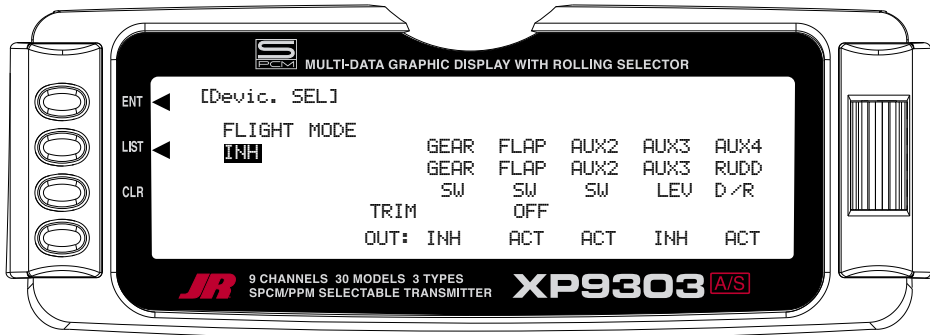 S
PCM MULTI-DATA GRAPHIC DISPLAY WITH ROLLING SELECTOR
ENT [Devic. SEL]
FLIGHT MODE
LIST INH GEAR FLAP AUX2 AUX3 AUX4
GEAR FLAP AUX2 AUX3 RUDD
CLR SW SW SW LEV D/R
TRIM OFF
OUT: INH ACT ACT INH ACT
JR 9 CHANNELS 30 MODELS 3 TYPES
SPCM/PPM SELECTABLE TRANSMITTER XP9303 A/S